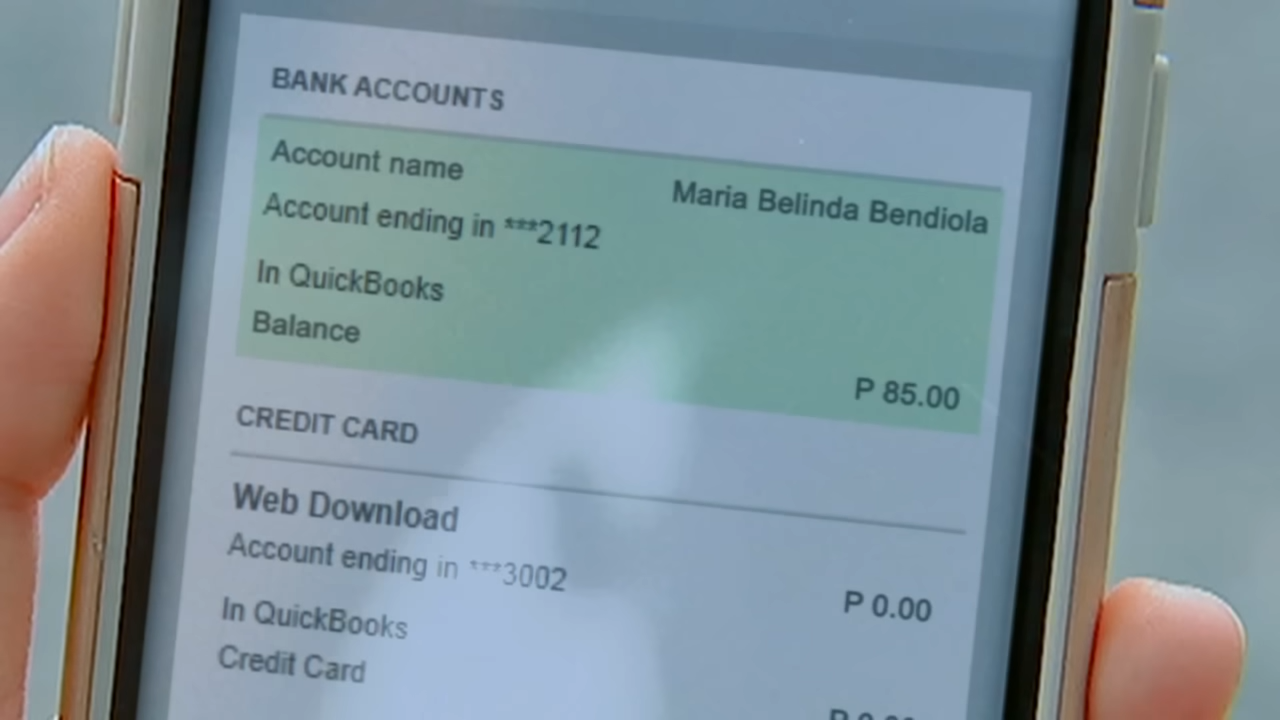 BANK ACCOUNTS
Account name Maria Belinda Bendiola
Account ending in ***2112
In QuickBooks
Balance P 85.00
CREDIT CARD
Web Download
Account ending in ***3002
P 0.00
In QuickBooks
Credit Card